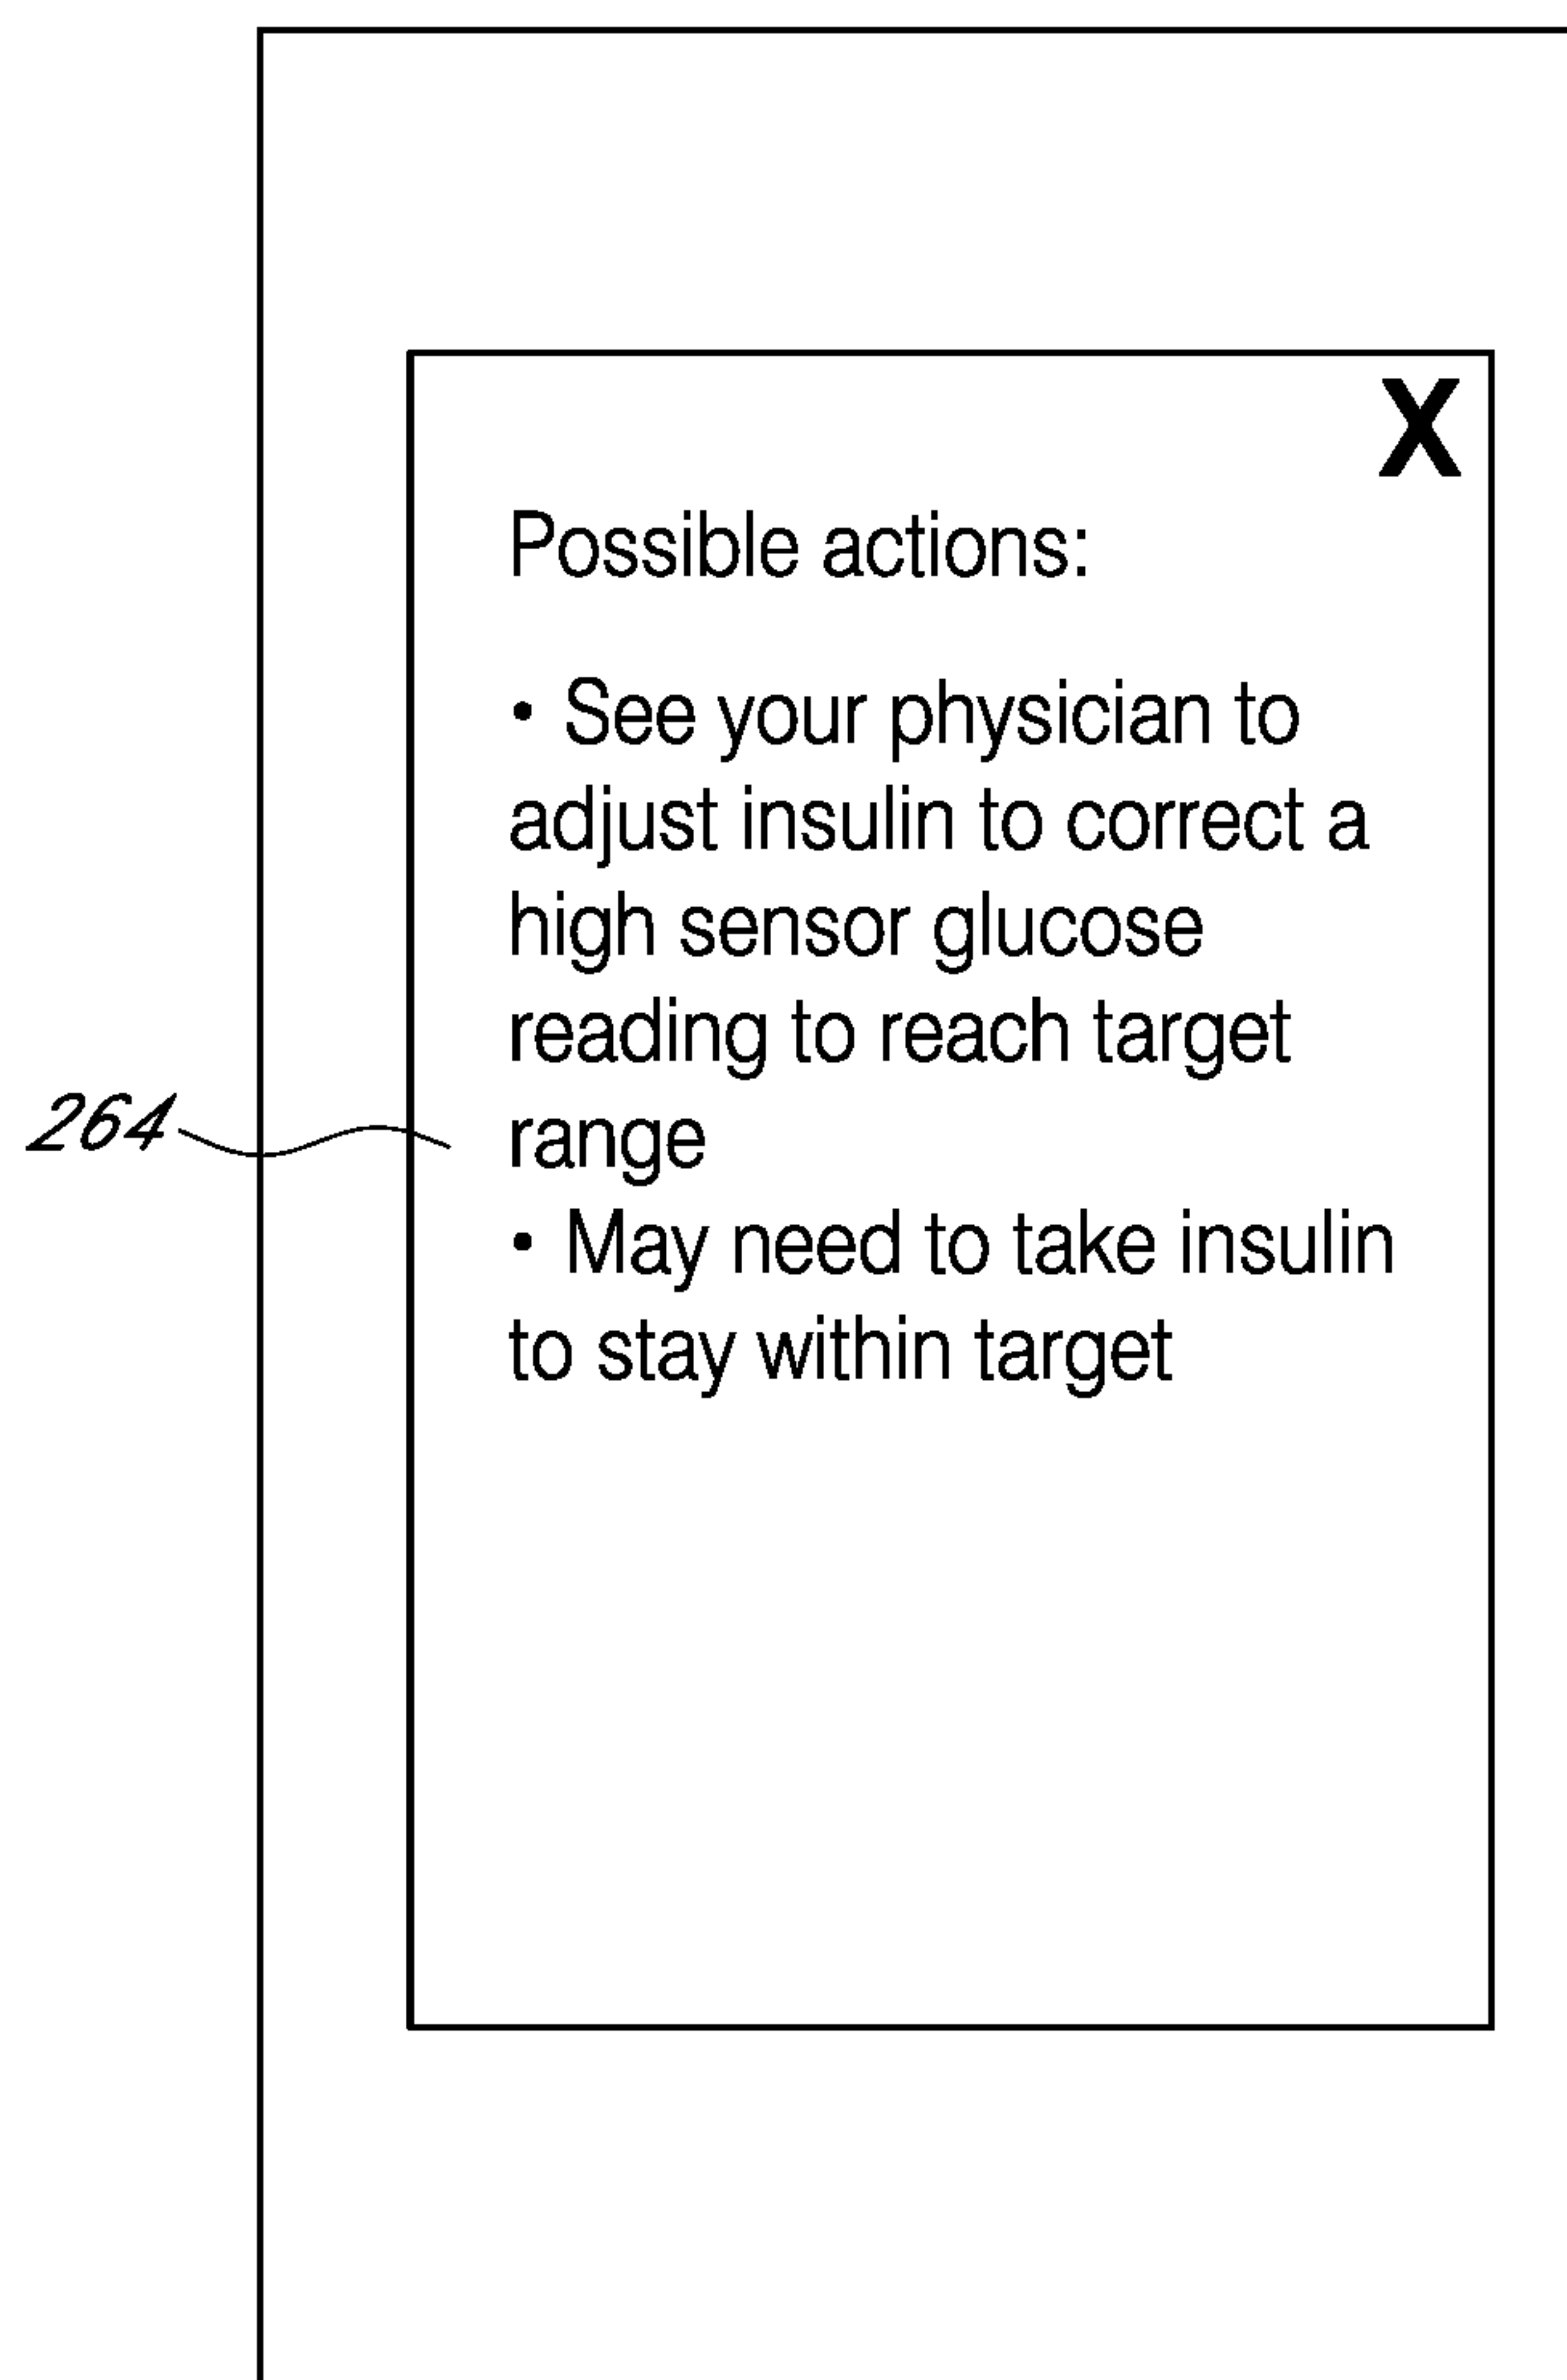 X
Possible actions:
• See your physician to
adjust insulin to correct a
high sensor glucose
reading to reach target
264
range
• May need to take insulin
to stay within target